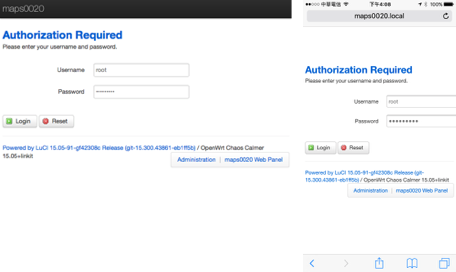 maps0020
Authorization Required
Please enter your username and password.
Username
root
Password
•••••••••
Login
Reset
Powered by LuCI 15.05-91-gf42308c Release (git-15.300.43861-eb1ff5b) / OpenWrt Chaos Calmer
15.05+linkit
Administration | maps0020 Web Panel
中華電信
下午4:08
100%
maps0020.local
Authorization Required
Please enter your username and password.
Username
root
Password
•••••••••
Login
Reset
Powered by LuCI 15.05-91-gf42308c Release (git-
15.300.43861-eb1ff5b) / OpenWrt Chaos Calmer 15.05+linkit
Administration | maps0020 Web Panel